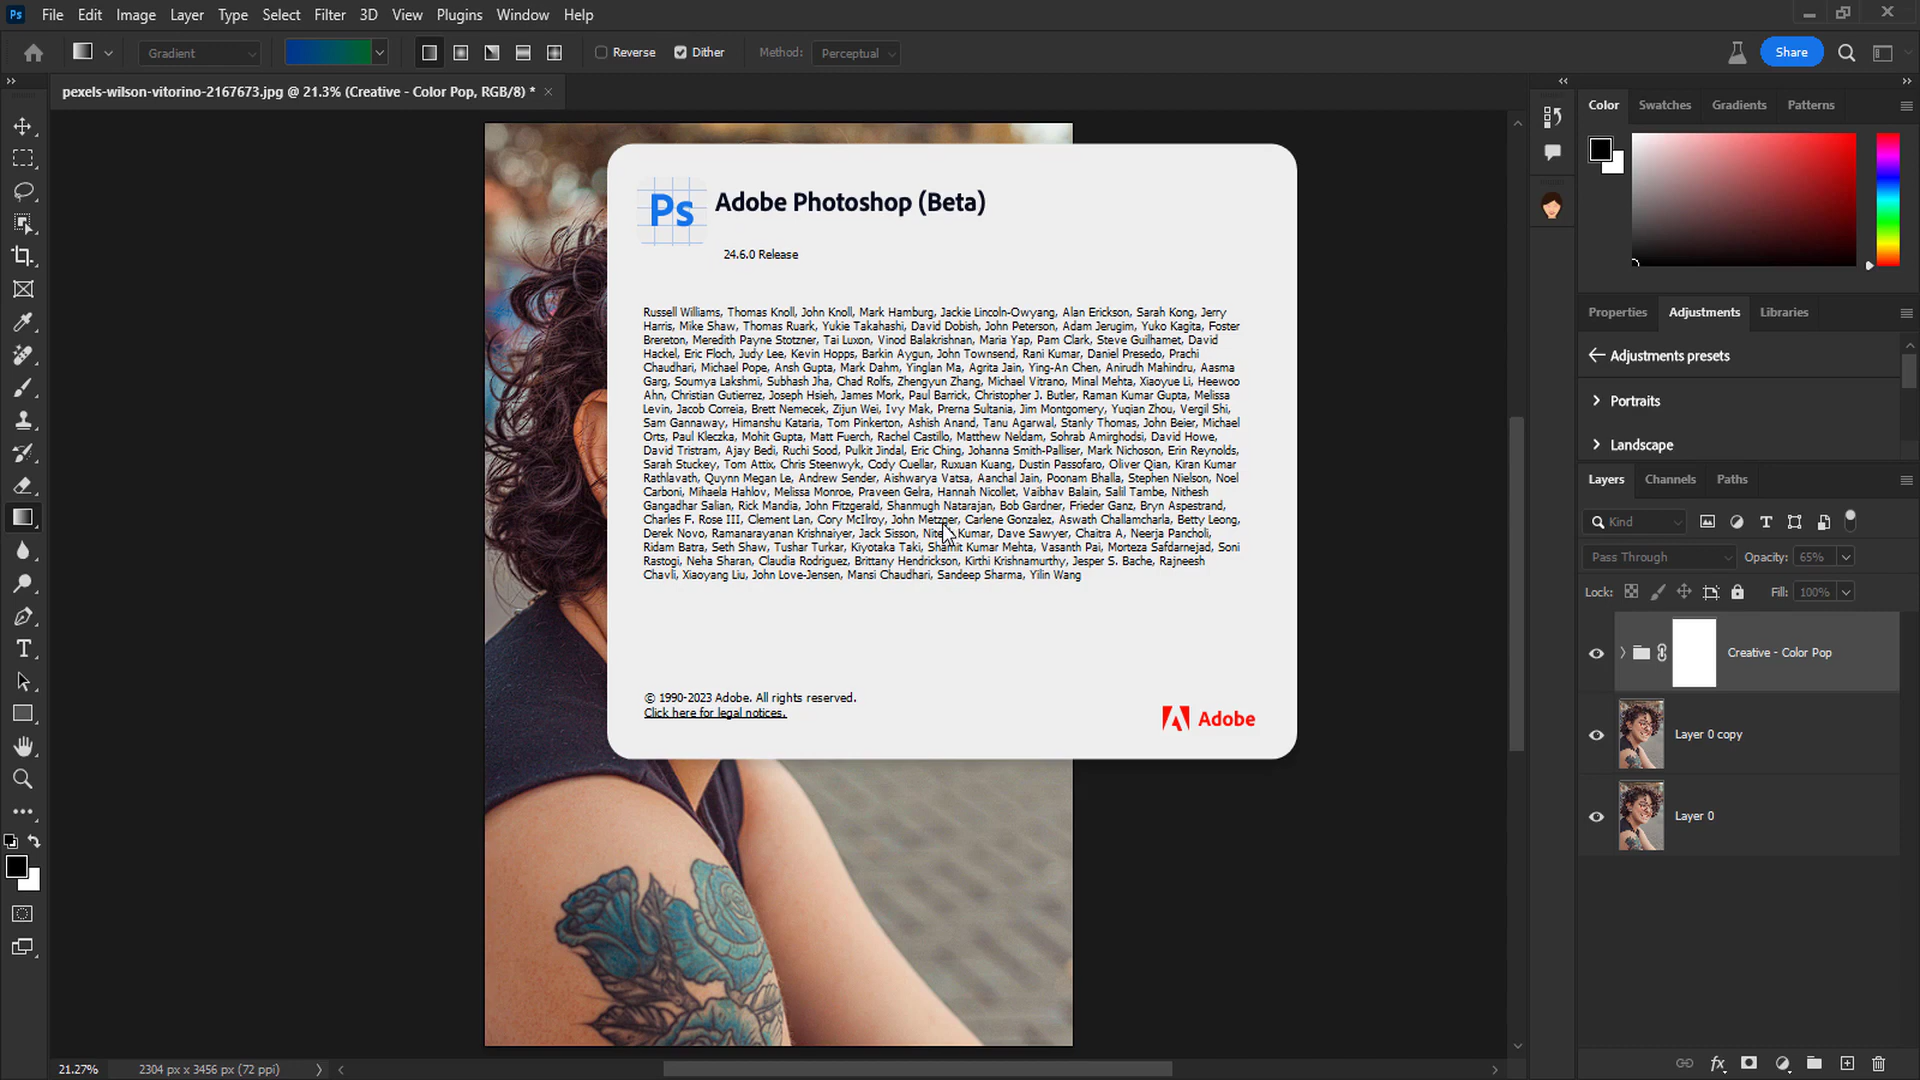 Ps File Edit Image Layer Type Select Filter 3D View Plugins Window Help
Gradient Reverse Dither Method: Perceptual Share
pexels-wilson-vitorino-2167673.jpg @ 21.3% (Creative - Color Pop, RGB/8) *
Color Swatches Gradients Patterns
Ps Adobe Photoshop (Beta)
24.6.0 Release
Russell Williams, Thomas Knoll, John Knoll, Mark Hamburg, Jackie Lincoln-Owyang, Alan Erickson, Sarah Kong, Jerry
Harris, Mike Shaw, Thomas Ruark, Yukie Takahashi, David Dobish, John Peterson, Adam Jerugim, Yuko Kagita, Foster
Brereton, Meredith Payne Stotzner, Tai Luxon, Vinod Balakrishnan, Maria Yap, Pam Clark, Steve Guilhamet, David
Hackel, Eric Floch, Judy Lee, Kevin Hopps, Barkin Aygun, John Townsend, Rani Kumar, Daniel Presedo, Prachi
Chaudhari, Michael Pope, Ansh Gupta, Mark Dahm, Yinglan Ma, Agrita Jain, Ying-An Chen, Anirudh Mahindru, Aasma
Garg, Soumya Lakshmi, Subhash Jha, Chad Rolfs, Zhengyun Zhang, Michael Vitrano, Minal Mehta, Xiaoyue Li, Heewoo
Ahn, Christian Gutierrez, Joseph Hsieh, James Mork, Paul Barrick, Christopher J. Butler, Raman Kumar Gupta, Melissa
Levin, Jacob Correia, Brett Nemecek, Zijun Wei, Ivy Mak, Prerna Sultania, Jim Montgomery, Yuqian Zhou, Vergil Shi,
Sam Gannaway, Himanshu Kataria, Tom Pinkerton, Ashish Anand, Tanu Agarwal, Stanly Thomas, John Beier, Michael
Orts, Paul Kleczka, Mohit Gupta, Matt Fuerch, Rachel Castillo, Matthew Neldam, Sohrab Amirghodsi, David Howe,
David Tristram, Ajay Bedi, Ruchi Sood, Pulkit Jindal, Eric Ching, Johanna Smith-Palliser, Mark Nichoson, Erin Reynolds,
Sarah Stuckey, Tom Attix, Chris Steenwyk, Cody Cuellar, Ruxuan Kuang, Dustin Passofaro, Oliver Qian, Kiran Kumar
Rathlavath, Quynn Megan Le, Andrew Sender, Aishwarya Vatsa, Aanchal Jain, Poonam Bhalla, Stephen Nielson, Noel
Carboni, Mihaela Hahlov, Melissa Monroe, Praveen Gelra, Hannah Nicollet, Vaibhav Balain, Salil Tambe, Nithesh
Gangadhar Salian, Rick Mandia, John Fitzgerald, Shanmugh Natarajan, Bob Gardner, Frieder Ganz, Bryn Aspestrand,
Charles F. Rose III, Clement Lan, Cory McIlroy, John Metzger, Carlene Gonzalez, Aswath Challamcharla, Betty Leong,
Derek Novo, Ramanarayanan Krishnaiyer, Jack Sisson, Kumar, Dave Sawyer, Chaitra A, Neerja Pancholi,
Ridam Batra, Seth Shaw, Tushar Turkar, Kiyotaka Taki, Shamit Kumar Mehta, Vasanth Pai, Morteza Safdarnejad, Soni
Rastogi, Neha Sharan, Claudia Rodriguez, Brittany Hendrickson, Kirthi Krishnamurthy, Jesper S. Bache, Rajneesh
Chavli, Xiaoyang Liu, John Love-Jensen, Mansi Chaudhari, Sandeep Sharma, Yilin Wang
© 1990-2023 Adobe. All rights reserved.
Click here for legal notices.
Adobe
Properties Adjustments Libraries
Adjustments presets
Portraits
Landscape
Layers Channels Paths
Kind
Pass Through Opacity: 65%
Lock: Fill: 100%
Creative - Color Pop
Layer 0 copy
Layer 0
21.27% 2304 px x 3456 px (72 ppi)